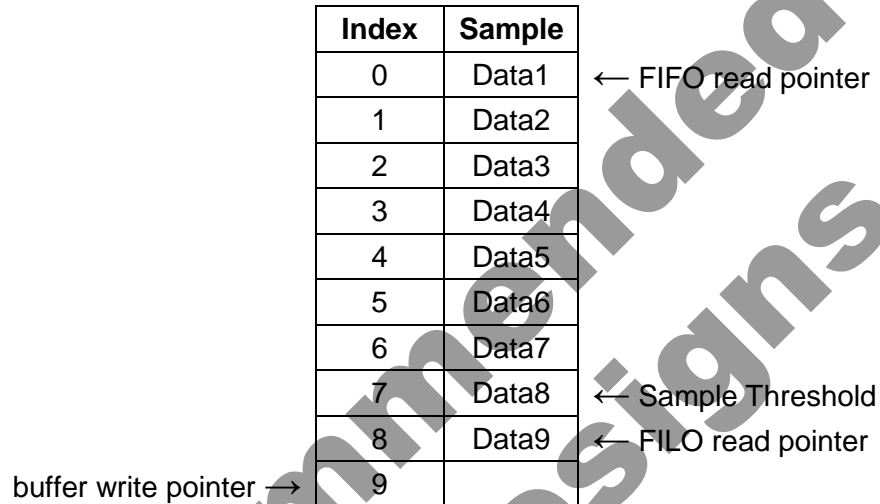 Index Sample
0 Data1 ← FIFO read pointer
1 Data2
2 Data3
3 Data4
4 Data5
5 Data6
6 Data7
7 Data8 ← Sample Threshold
8 Data9 ← FILO read pointer
buffer write pointer → 9